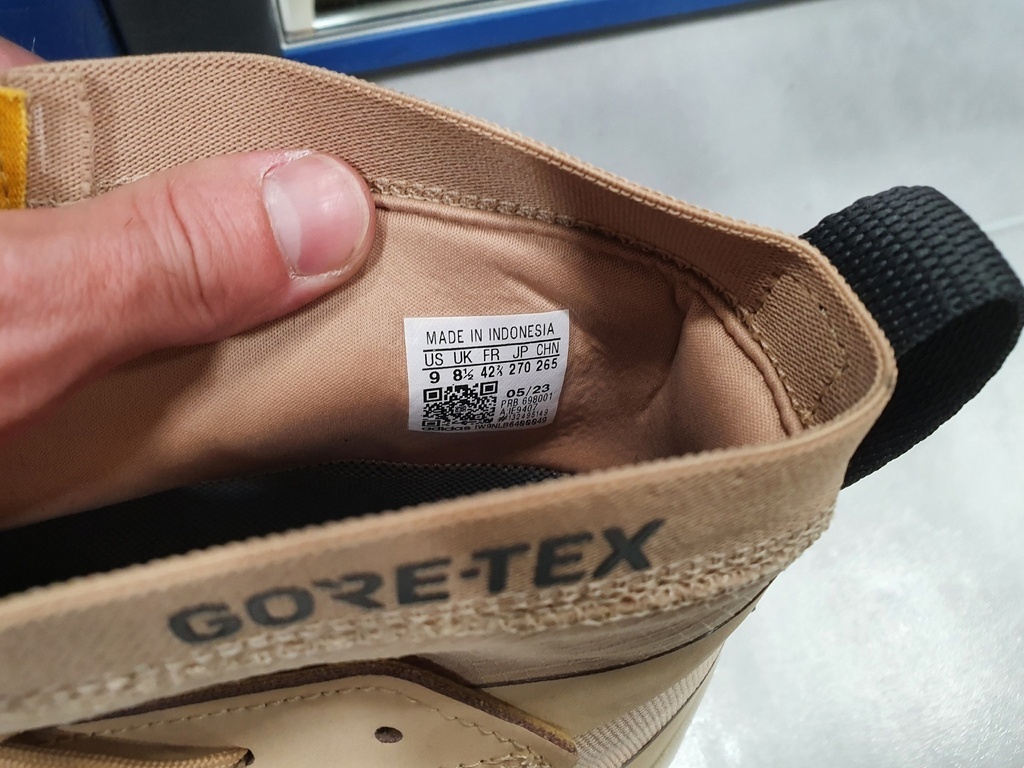 MADE IN INDONESIA
US UK FR JP CHN
9 8½ 42⅔ 270 265
05/23
PRB 698001
adidas
GORE-TEX